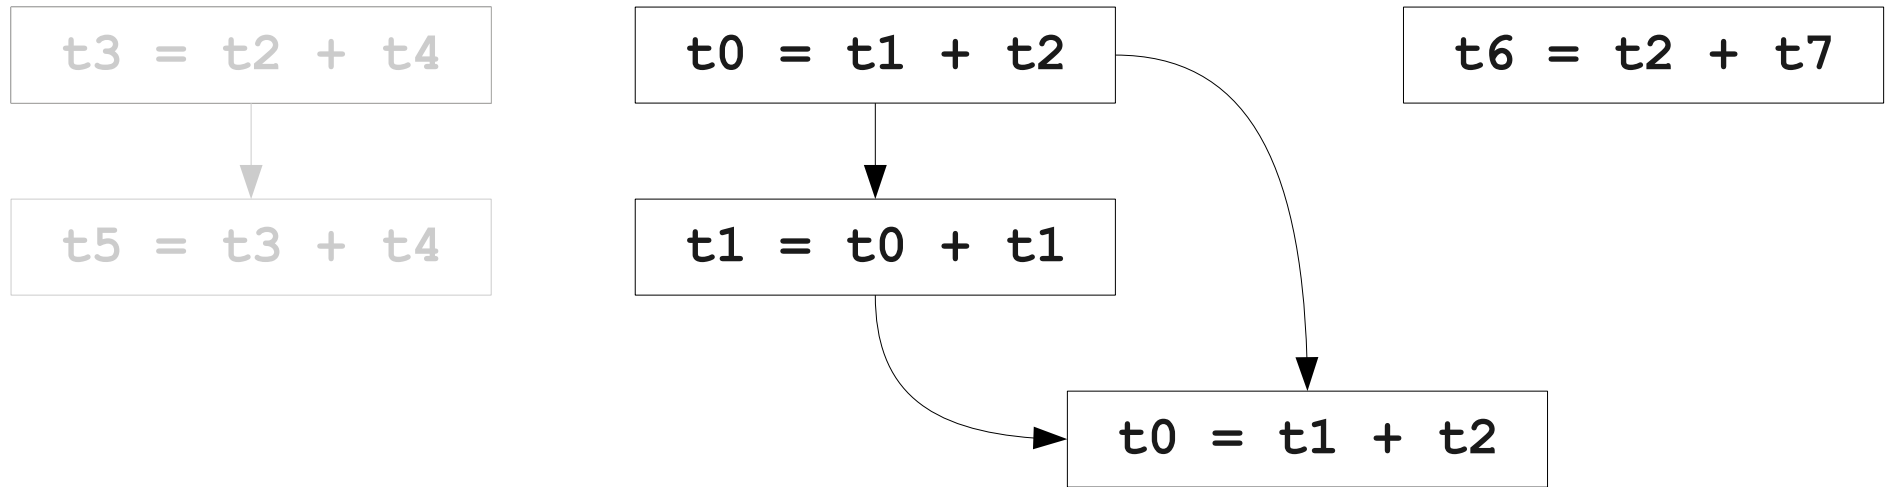 t3 = t2 + t4
t0 = t1 + t2
t6 = t2 + t7
t5 = t3 + t4
t1 = t0 + t1
t0 = t1 + t2